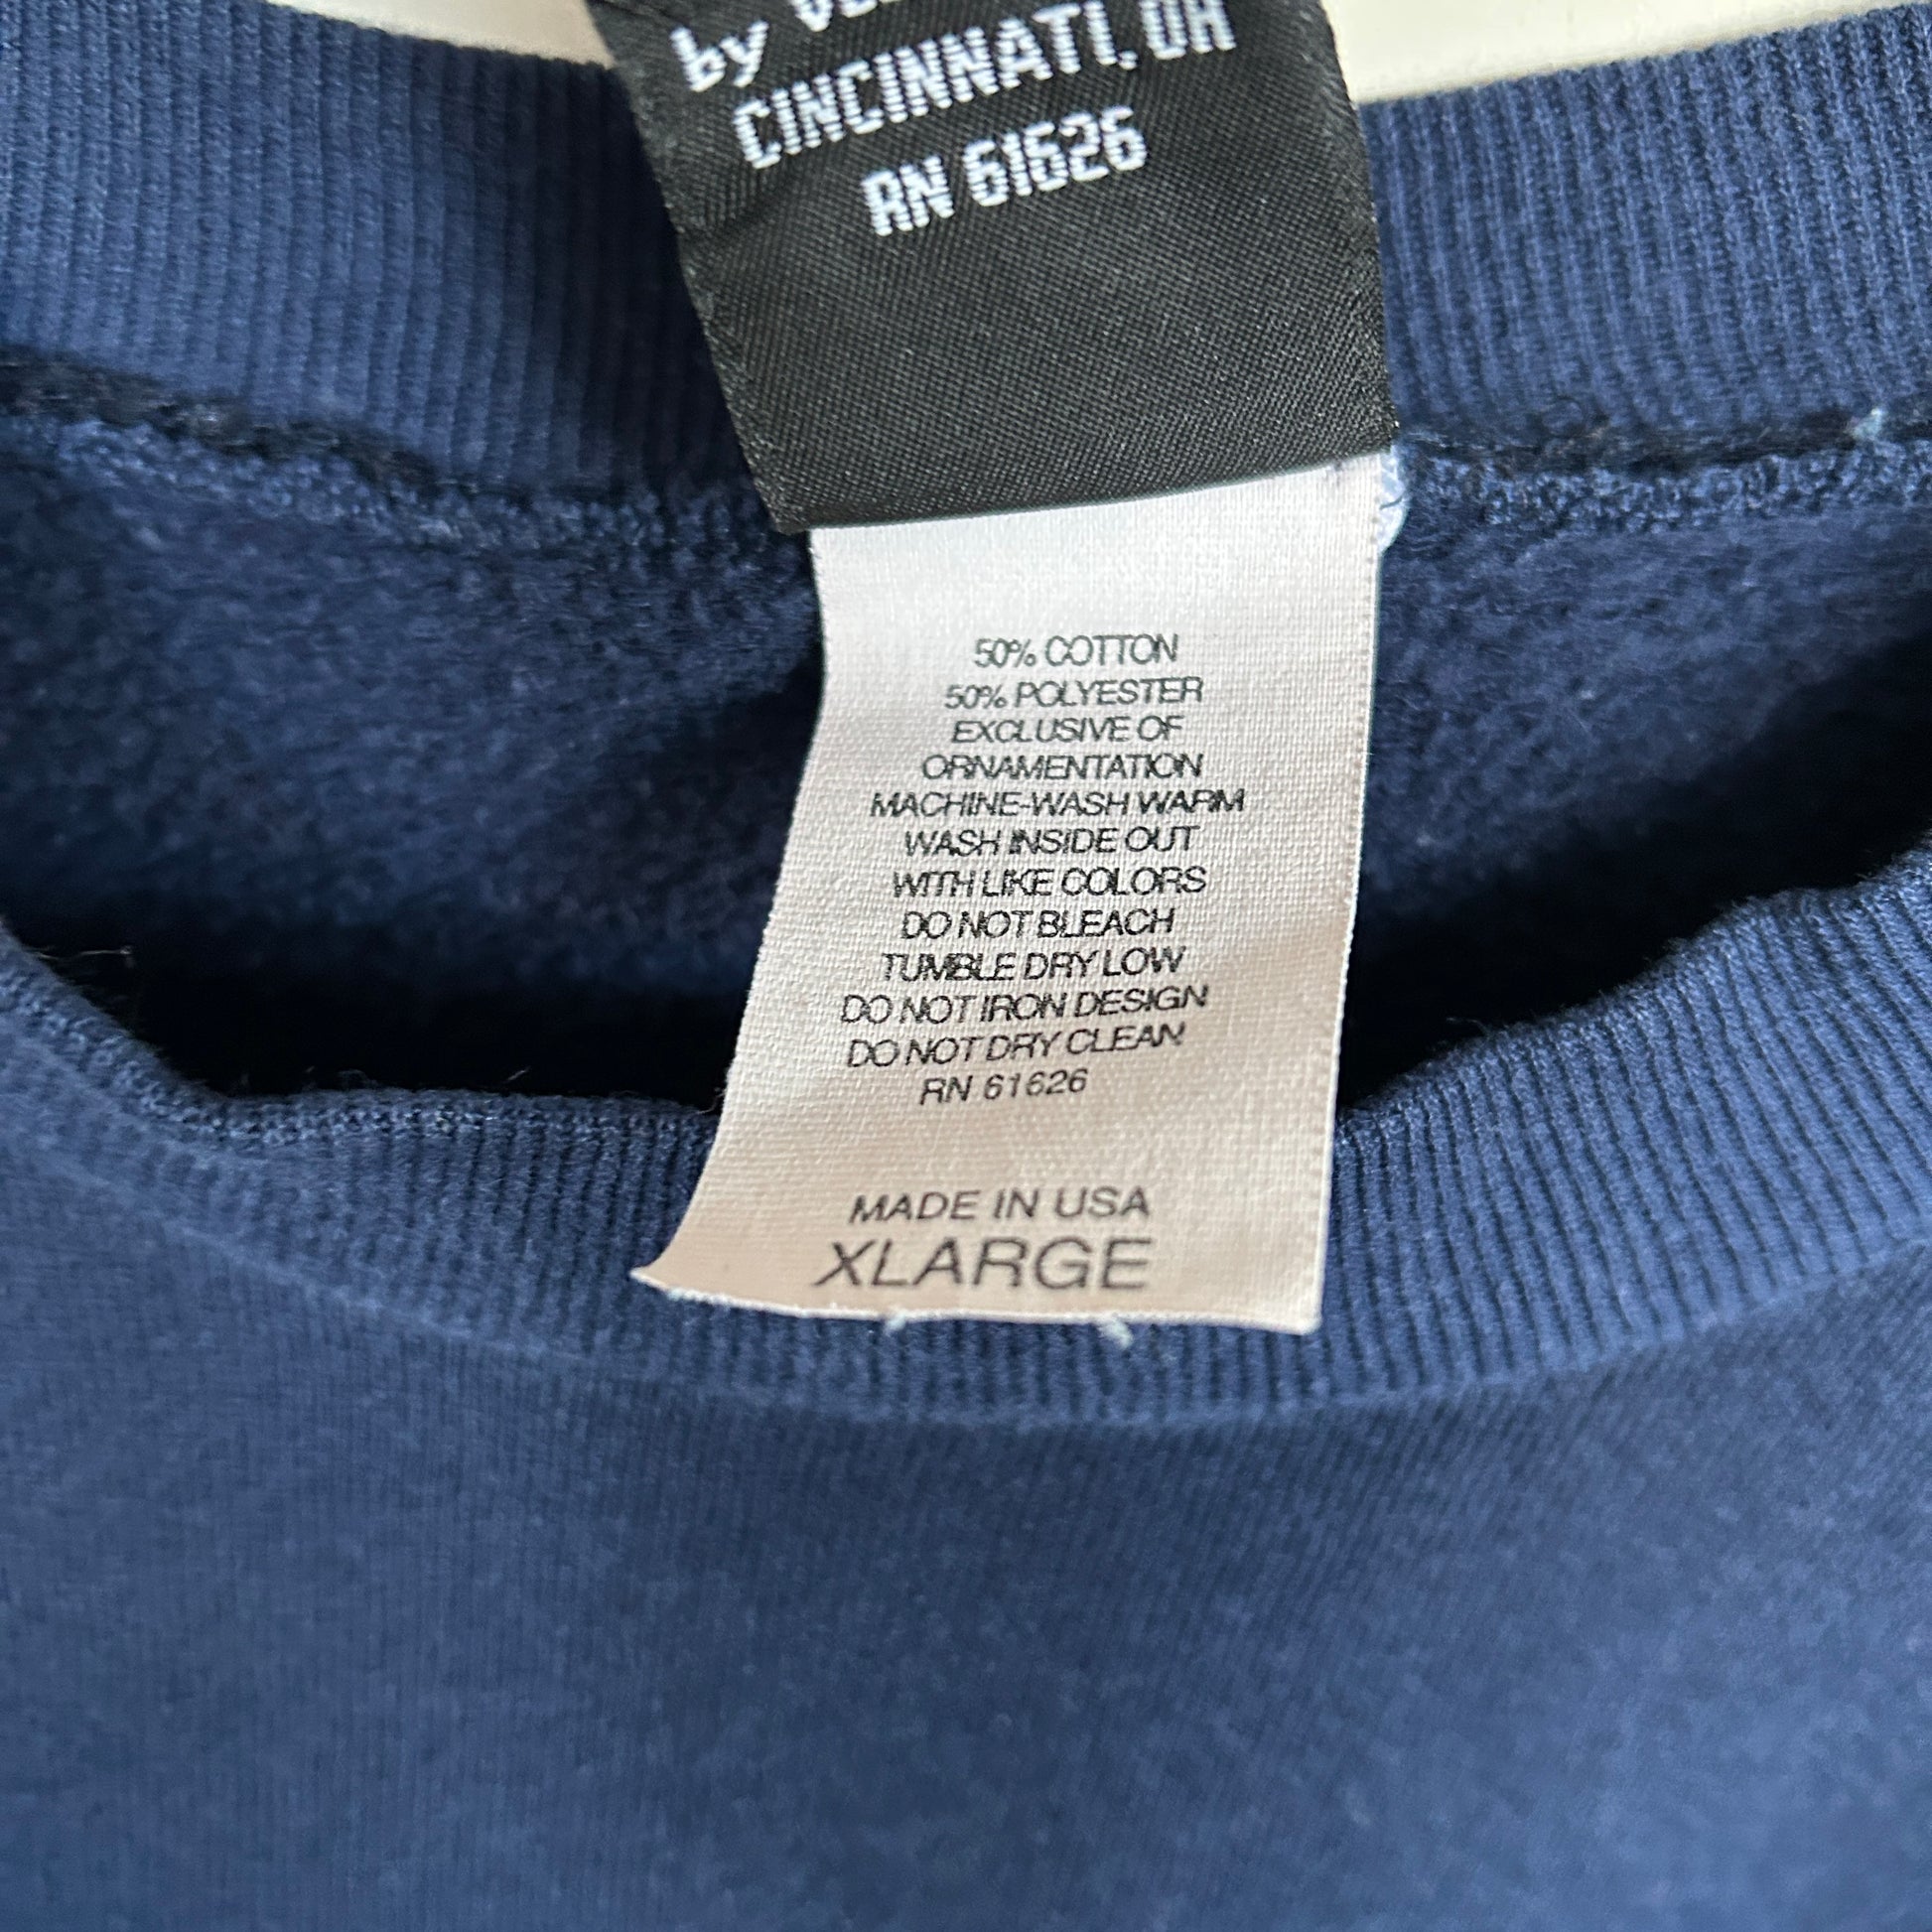 by
CINCINNATI, OH
RN 61626
50% COTTON
50% POLYESTER
EXCLUSIVE OF
ORNAMENTATION
MACHINE-WASH WARM
WASH INSIDE OUT
WITH LIKE COLORS
DO NOT BLEACH
TUMBLE DRY LOW
DO NOT IRON DESIGN
DO NOT DRY CLEAN
RN 61626
MADE IN USA
XLARGE